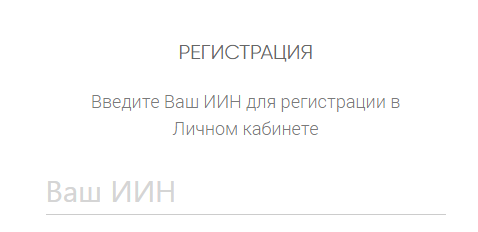 РЕГИСТРАЦИЯ
Введите Ваш ИИН для регистрации в
Личном кабинете
Ваш ИИН